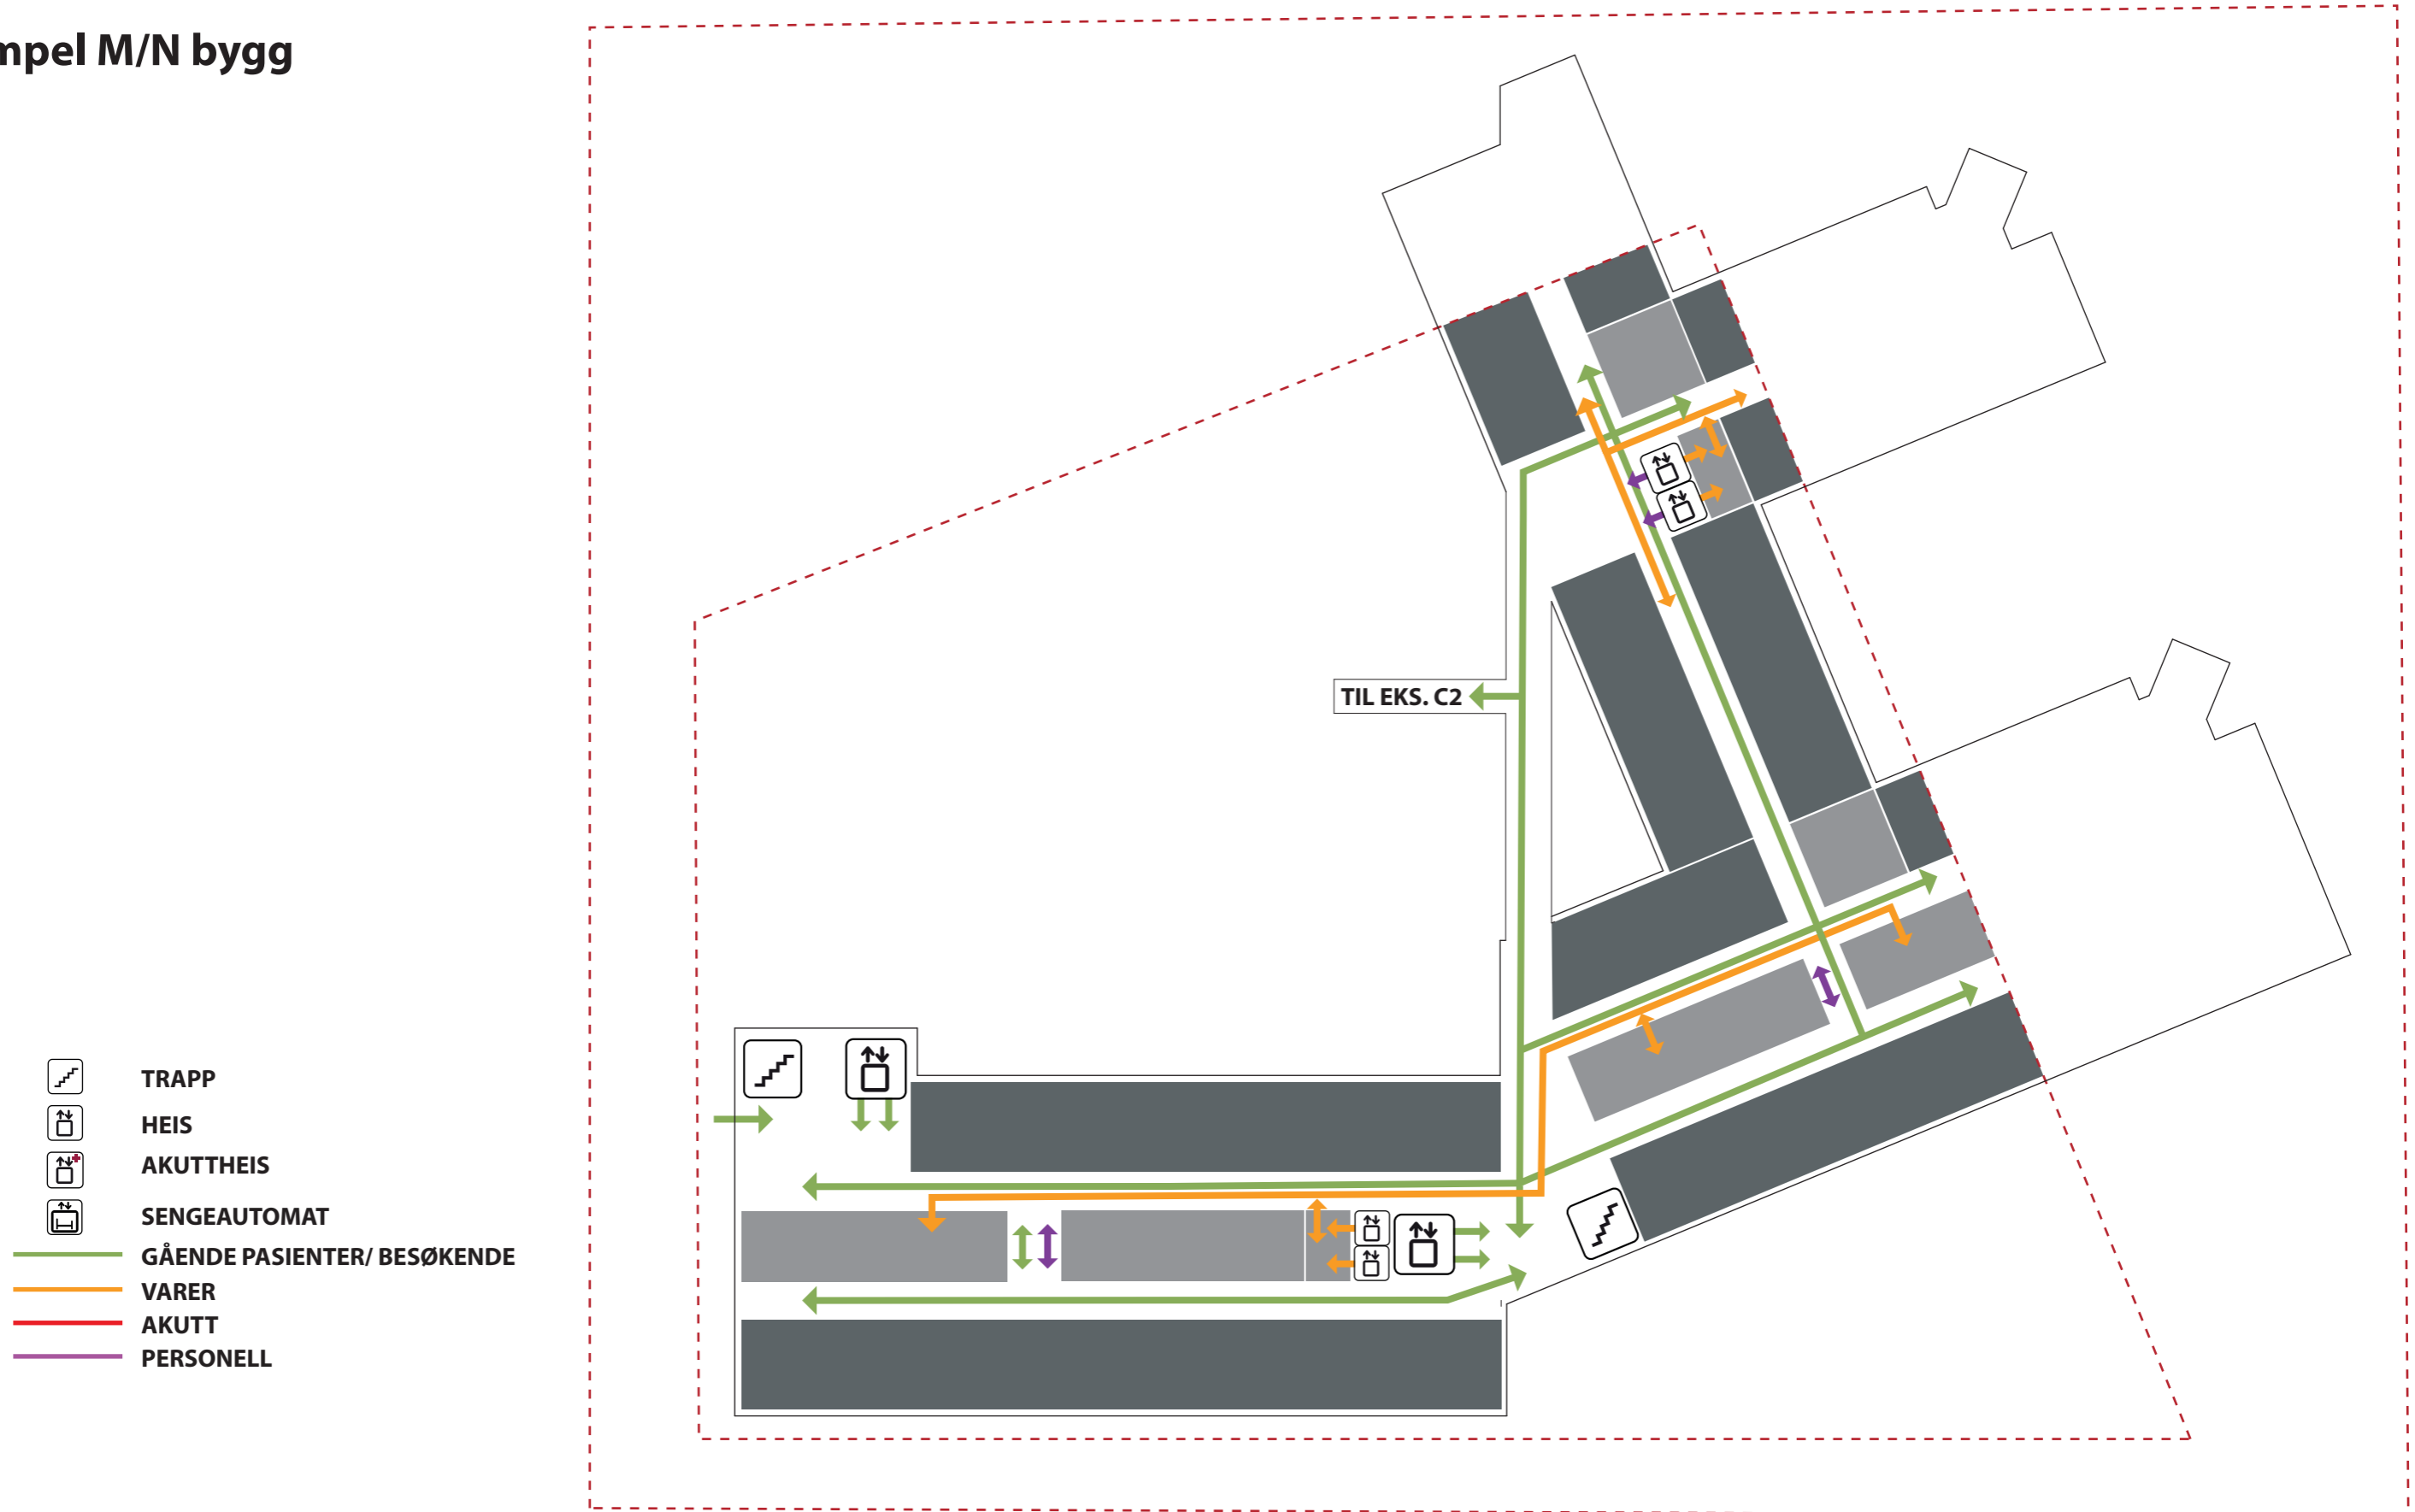 mpel M/N bygg
TIL EKS. C2
TRAPP
HEIS
AKUTTHEIS
SENGEAUTOMAT
GÅENDE PASIENTER/ BESØKENDE
VARER
AKUTT
PERSONELL